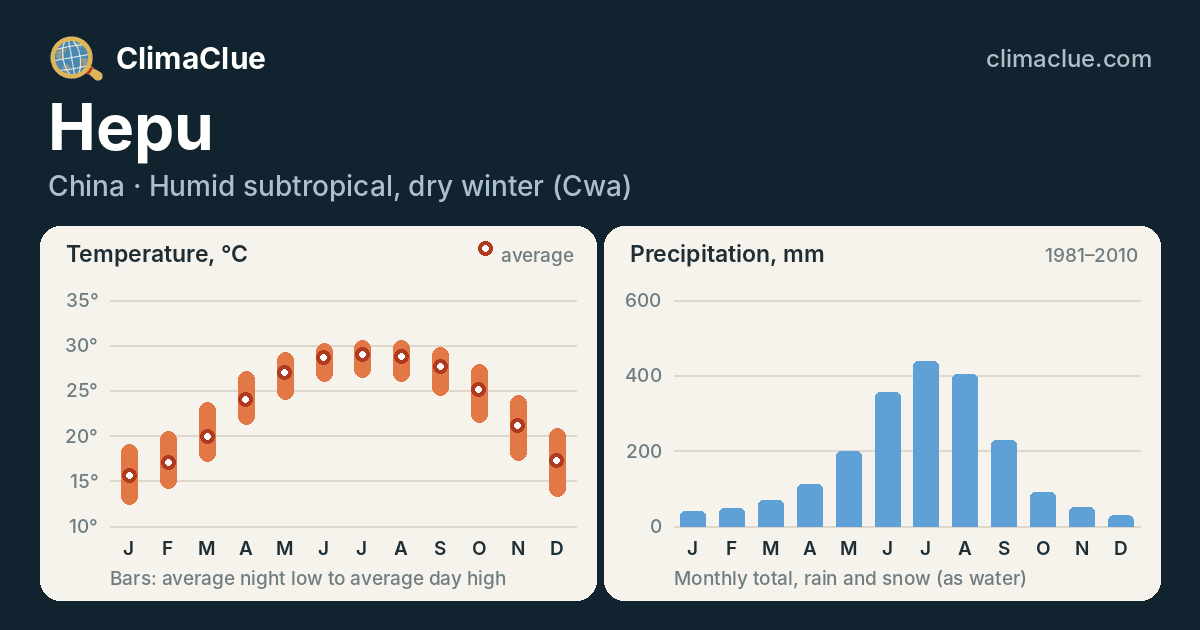 ClimaClue
climaclue.com
Hepu
China · Humid subtropical, dry winter (Cwa)
Temperature, °C
average
35°
30°
25°
20°
15°
10°
J F M A M J J A S O N D
Bars: average night low to average day high
Precipitation, mm
1981–2010
600
400
200
0
J F M A M J J A S O N D
Monthly total, rain and snow (as water)